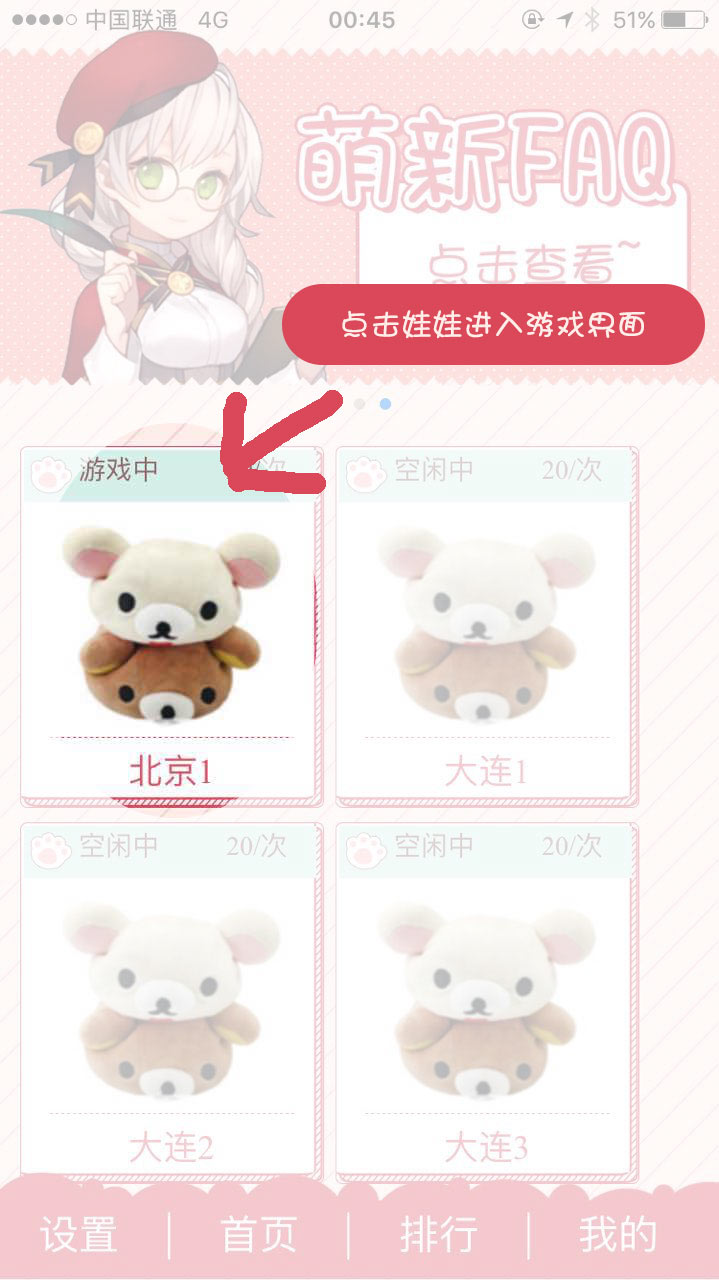 中国联通 4G 00:45 51%
萌新FAQ
点击查看~
点击娃娃进入游戏界面
游戏中 /次
空闲中 20/次
北京1
大连1
空闲中 20/次
空闲中 20/次
大连2
大连3
设置 首页 排行 我的